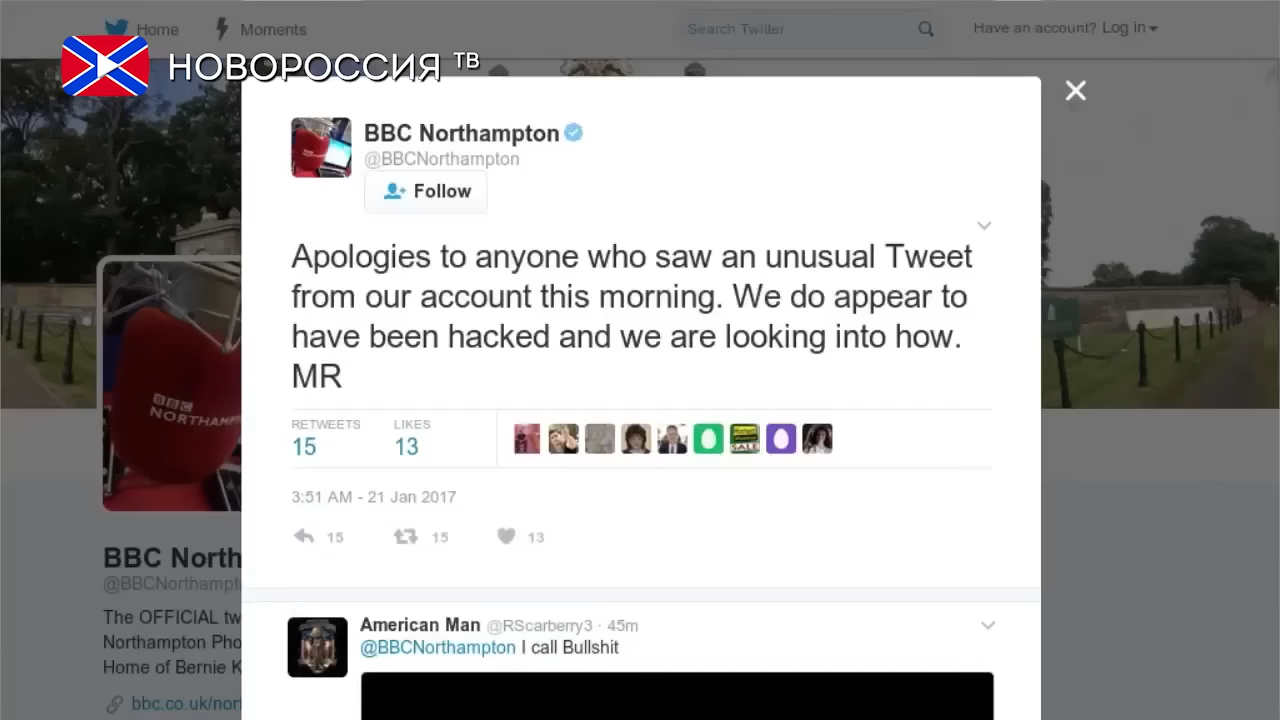 Home
Moments
Search Twitter
Have an account? Log in
НОВОРОССИЯ ТВ
BBC Northampton
@BBCNorthampton
Follow
Apologies to anyone who saw an unusual Tweet
from our account this morning. We do appear to
have been hacked and we are looking into how.
MR
RETWEETS
LIKES
15
13
SALE
3:51 AM - 21 Jan 2017
15
15
13
BBC
NORTHAMP
BBC North
@BBCNorthampt
The OFFICIAL tw
Northampton Pho
Home of Bernie K
bbc.co.uk/nor
American Man @RScarberry3 · 45m
@BBCNorthampton I call Bullshit